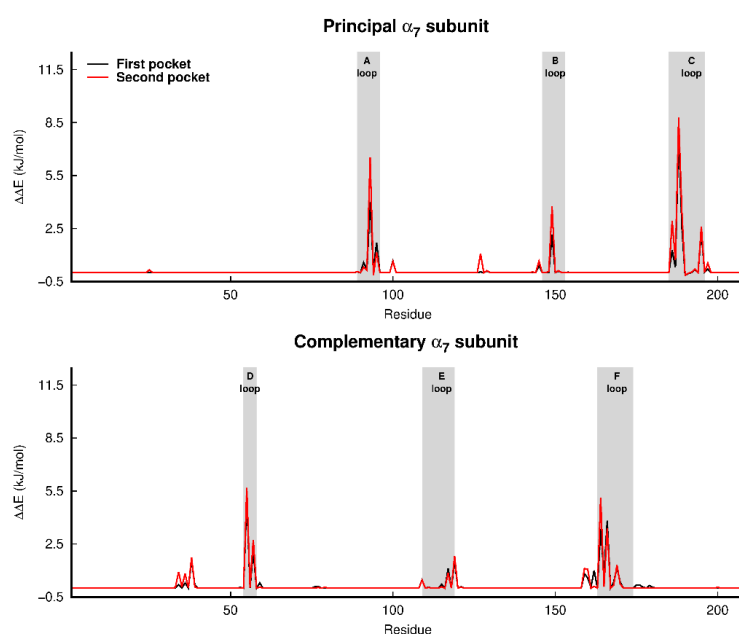 Principal α7 subunit
First pocket
Second pocket
A
loop
B
loop
C
loop
11.5
8.5
5.5
2.5
−0.5
ΔΔE (kJ/mol)
50 100 150 200
Residue
Complementary α7 subunit
D
loop
E
loop
F
loop
11.5
8.5
5.5
2.5
−0.5
ΔΔE (kJ/mol)
50 100 150 200
Residue